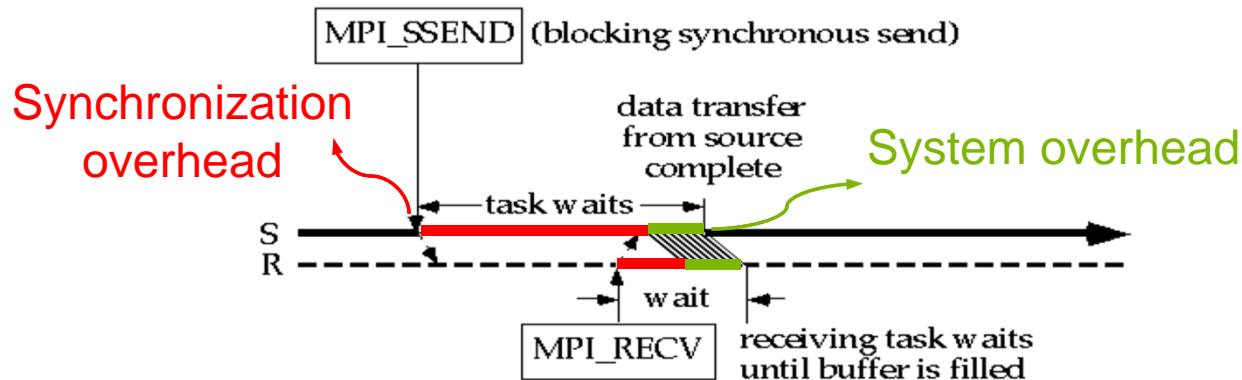 MPI_SSEND (blocking synchronous send)
Synchronization
overhead
data transfer
from source
complete
System overhead
task waits
S
R
wait
MPI_RECV
receiving task waits
until buffer is filled